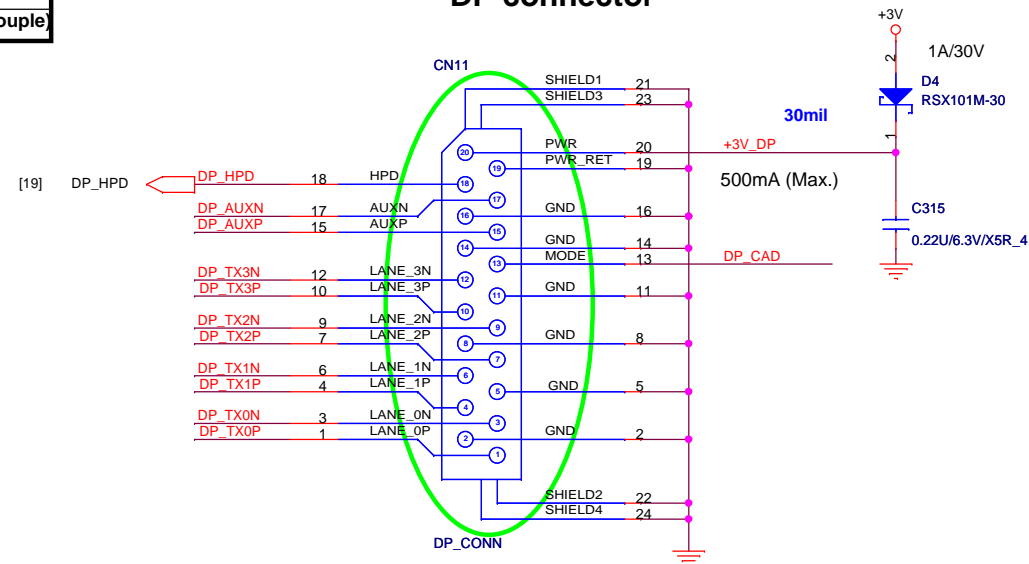 ouple)
DP connector
+3V
1A/30V
2
D4
RSX101M-30
1
CN11
SHIELD1 21
SHIELD3 23
30mil
PWR 20 +3V_DP
PWR_RET 19
500mA (Max.)
[19] DP_HPD DP_HPD 18 HPD
DP_AUXN 17 AUXN
DP_AUXP 15 AUXP
GND 16
GND 14
MODE 13 DP_CAD
C315
0.22U/6.3V/X5R_4
DP_TX3N 12 LANE_3N
DP_TX3P 10 LANE_3P
GND 11
DP_TX2N 9 LANE_2N
DP_TX2P 7 LANE_2P
GND 8
DP_TX1N 6 LANE_1N
DP_TX1P 4 LANE_1P
GND 5
DP_TX0N 3 LANE_0N
DP_TX0P 1 LANE_0P
GND 2
20
19
18
17
16
15
14
13
12
11
10
9
8
7
6
5
4
3
2
1
SHIELD2 22
SHIELD4 24
DP_CONN